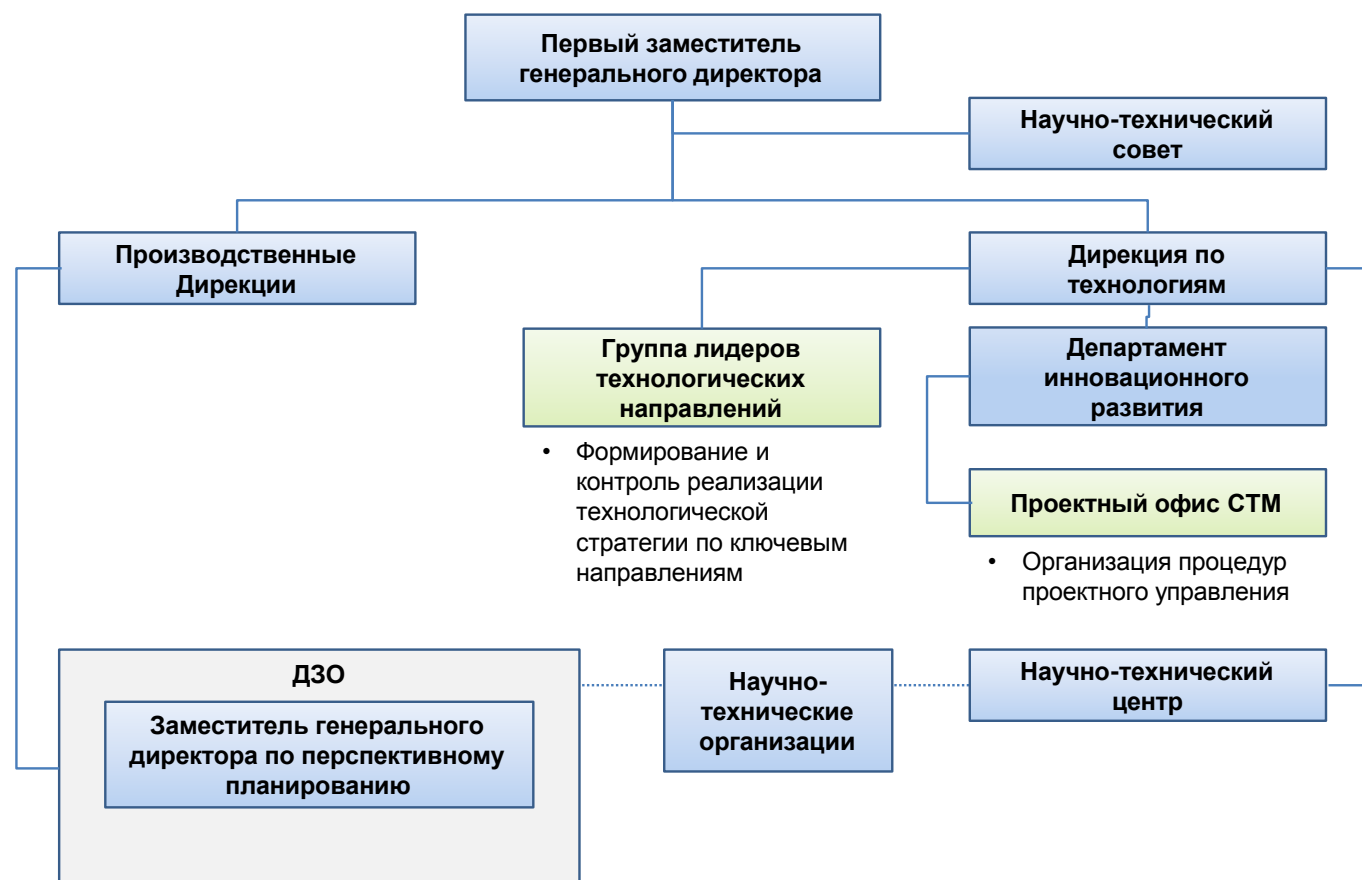 Первый заместитель
генерального директора
Научно-технический
совет
Производственные
Дирекции
Дирекция по
технологиям
Группа лидеров
технологических
направлений
Департамент
инновационного
развития
• Формирование и
контроль реализации
технологической
стратегии по ключевым
направлениям
Проектный офис СТМ
• Организация процедур
проектного управления
ДЗО
Заместитель генерального
директора по перспективному
планированию
Научно-
технические
организации
Научно-технический
центр